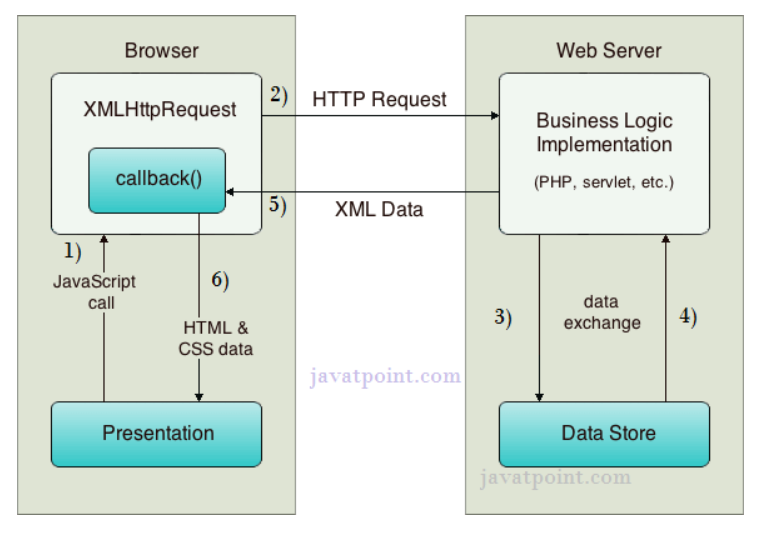 Browser
Web Server
XMLHttpRequest
2)
HTTP Request
Business Logic
Implementation
(PHP, servlet, etc.)
callback()
5)
XML Data
1)
JavaScript
call
6)
HTML &
CSS data
3)
data
exchange
4)
javatpoint.com
Presentation
Data Store
javatpoint.com